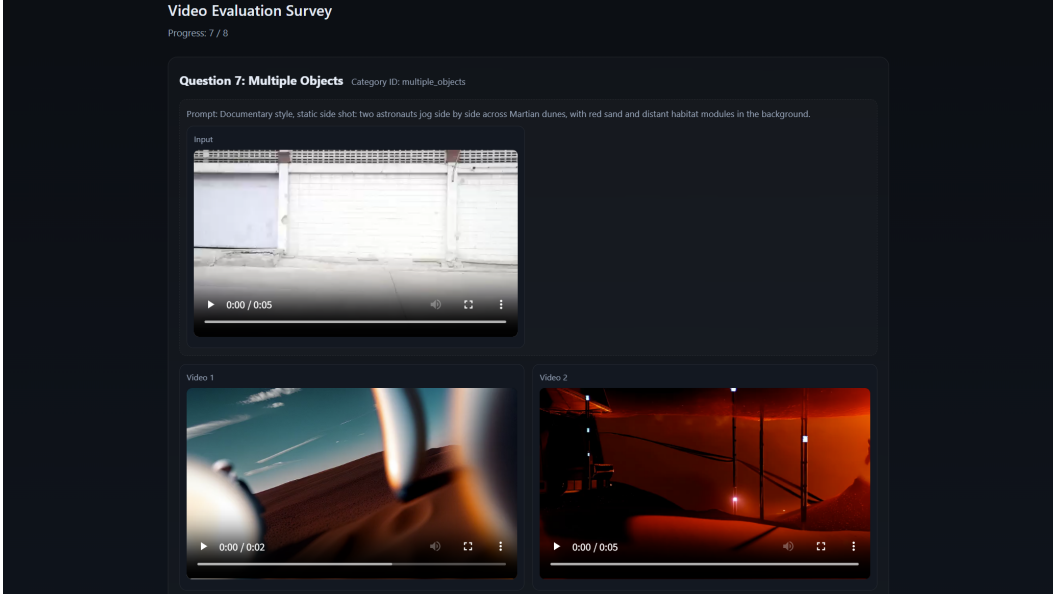 Video Evaluation Survey
Progress: 7 / 8
Question 7: Multiple Objects Category ID: multiple_objects
Prompt: Documentary style, static side shot: two astronauts jog side by side across Martian dunes, with red sand and distant habitat modules in the background.
Input
0:00 / 0:05
Video 1
Video 2
0:00 / 0:02
0:00 / 0:05